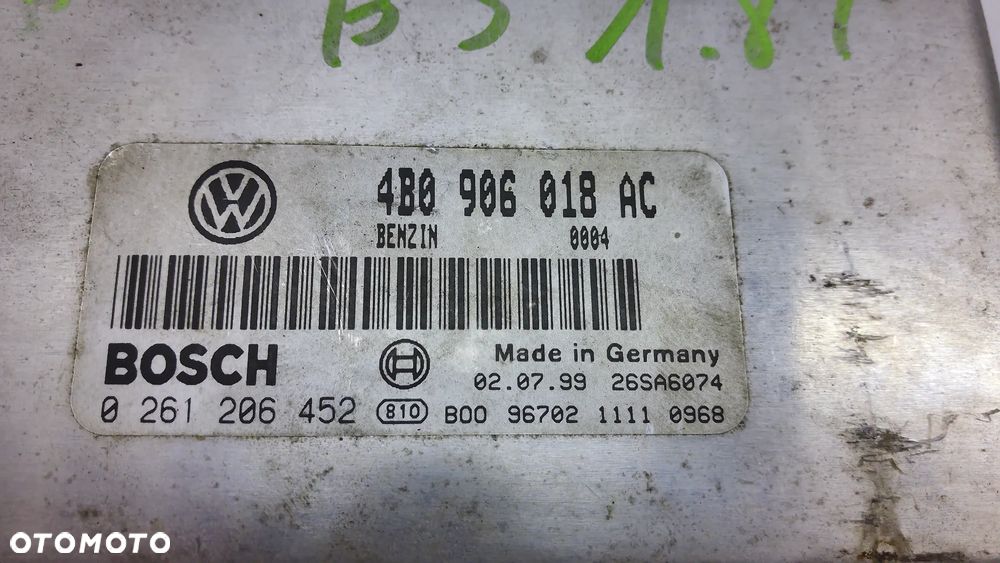 B5 1.8T
4B0 906 018 AC
BENZIN 0004
BOSCH
Made in Germany
02.07.99 26SA6074
0 261 206 452 810 B00 96702 1111 0968
OTOMOTO